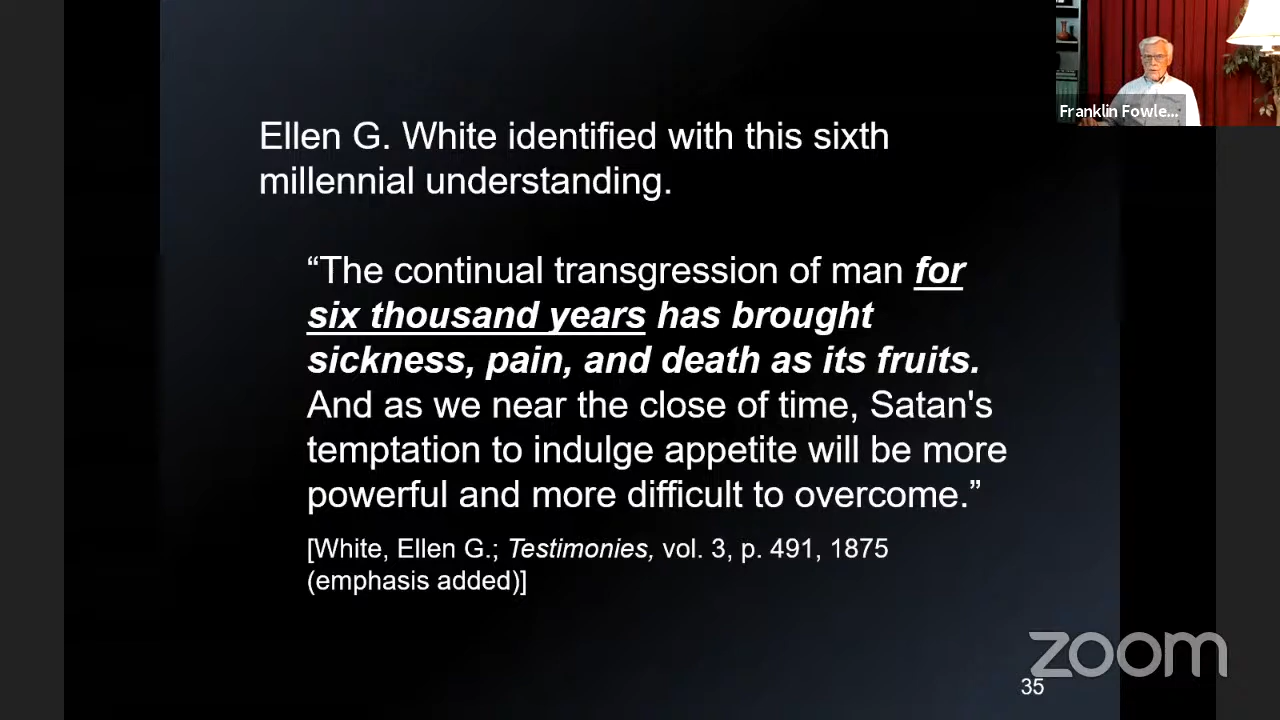 Franklin Fowle...
Ellen G. White identified with this sixth
millennial understanding.
“The continual transgression of man for
six thousand years has brought
sickness, pain, and death as its fruits.
And as we near the close of time, Satan's
temptation to indulge appetite will be more
powerful and more difficult to overcome.”
[White, Ellen G.; Testimonies, vol. 3, p. 491, 1875
(emphasis added)]
zoom
35